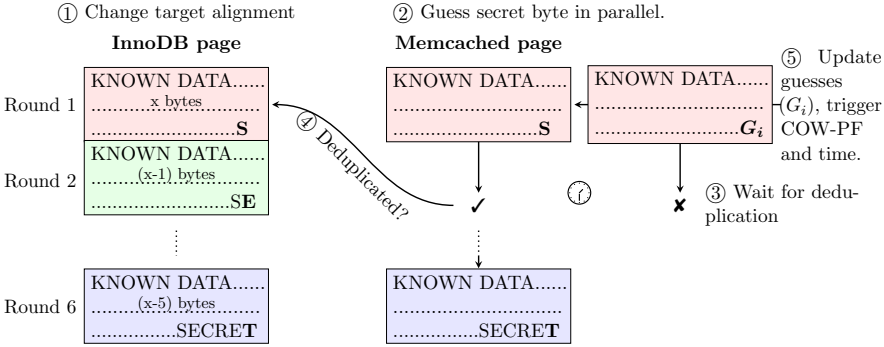 ① Change target alignment
② Guess secret byte in parallel.
InnoDB page
Memcached page
Round 1
KNOWN DATA......
x bytes
..............................S
KNOWN DATA......
....................................
..............................S
KNOWN DATA......
....................................
..............................Gᵢ
⑤ Update
guesses
(Gᵢ), trigger
COW-PF
and time.
④ Deduplicated?
Round 2
KNOWN DATA......
(x-1) bytes
..............................SE
✓
✘
③ Wait for dedu-
plication
Round 6
KNOWN DATA......
(x-5) bytes
..................SECRET
KNOWN DATA......
....................................
..................SECRET